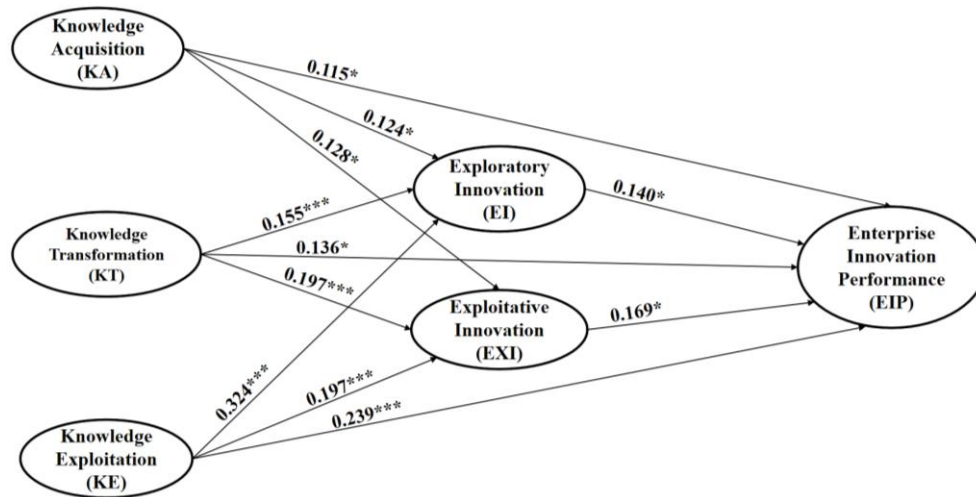 Knowledge
Acquisition
(KA)
0.115*
0.124*
0.128*
Exploratory
Innovation
(EI)
0.140*
0.155***
Knowledge
Transformation
(KT)
0.136*
Enterprise
Innovation
Performance
(EIP)
0.197***
Exploitative
Innovation
(EXI)
0.169*
0.324***
0.197***
0.239***
Knowledge
Exploitation
(KE)